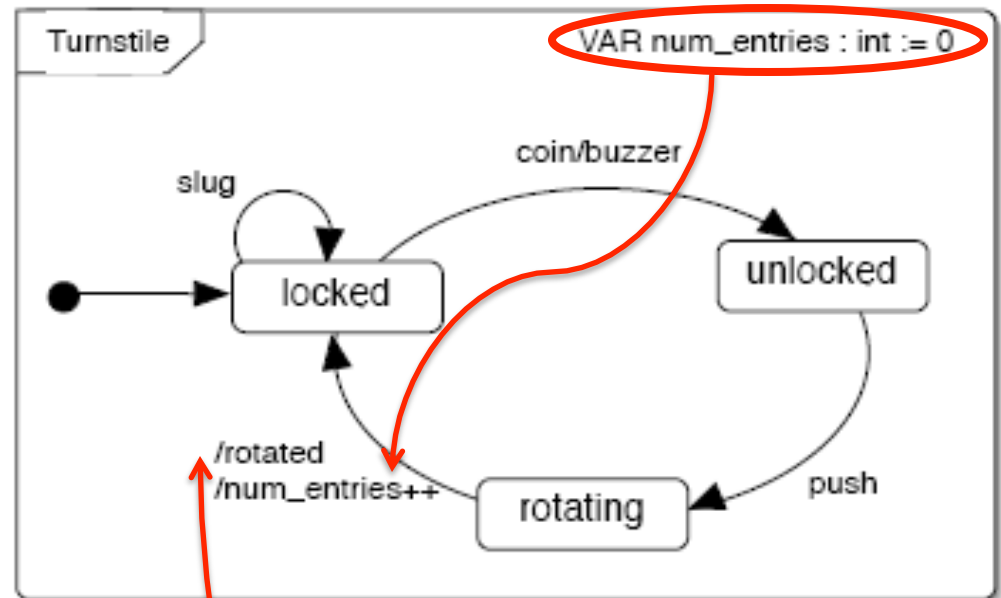 Turnstile
VAR num_entries : int := 0
coin/buzzer
slug
locked
unlocked
/rotated
/num_entries++
rotating
push